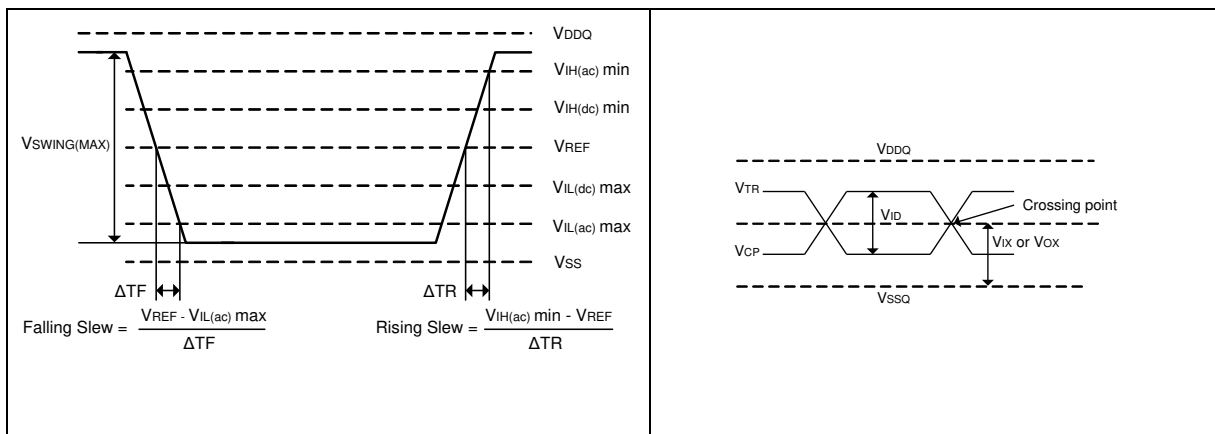 VDDQ
VIH(ac) min
VIH(dc) min
VSWING(MAX)
VREF
VIL(dc) max
VIL(ac) max
VSS
ΔTF
ΔTR
Falling Slew = VREF - VIL(ac) max
ΔTF
Rising Slew = VIH(ac) min - VREF
ΔTR
VDDQ
VTR
VID
Crossing point
VIX or VOX
VCP
VSSQ